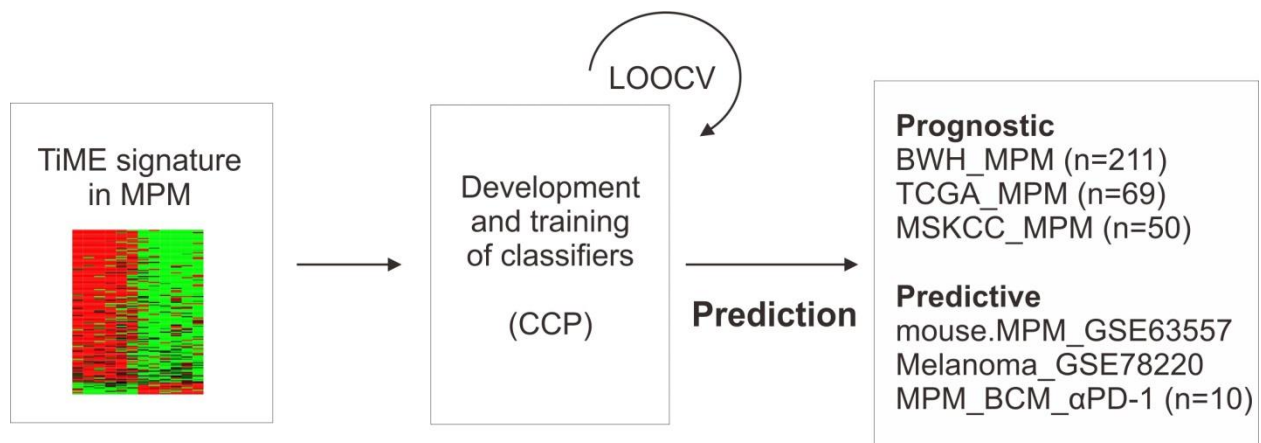 LOOCV
TiME signature
in MPM
Development
and training
of classifiers
(CCP)
Prediction
Prognostic
BWH_MPM (n=211)
TCGA_MPM (n=69)
MSKCC_MPM (n=50)
Predictive
mouse.MPM_GSE63557
Melanoma_GSE78220
MPM_BCM_αPD-1 (n=10)